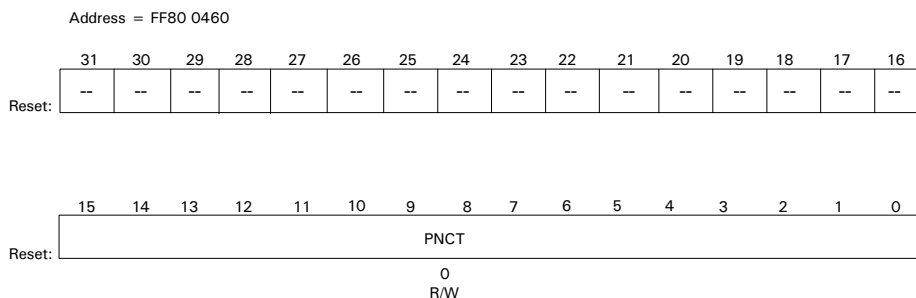 Address = FF80 0460
31 30 29 28 27 26 25 24 23 22 21 20 19 18 17 16
Reset: -- -- -- -- -- -- -- -- -- -- -- -- -- -- -- --
15 14 13 12 11 10 9 8 7 6 5 4 3 2 1 0
PNCT
Reset:
0
R/W